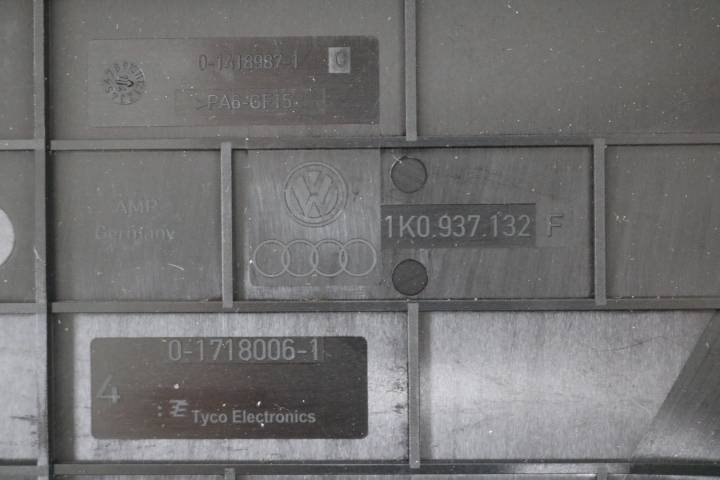 0-1418987-1 C
>PA6-GF15<
AMP
Germany
1K0.937.132 F
0-1718006-1
4
Tyco Electronics